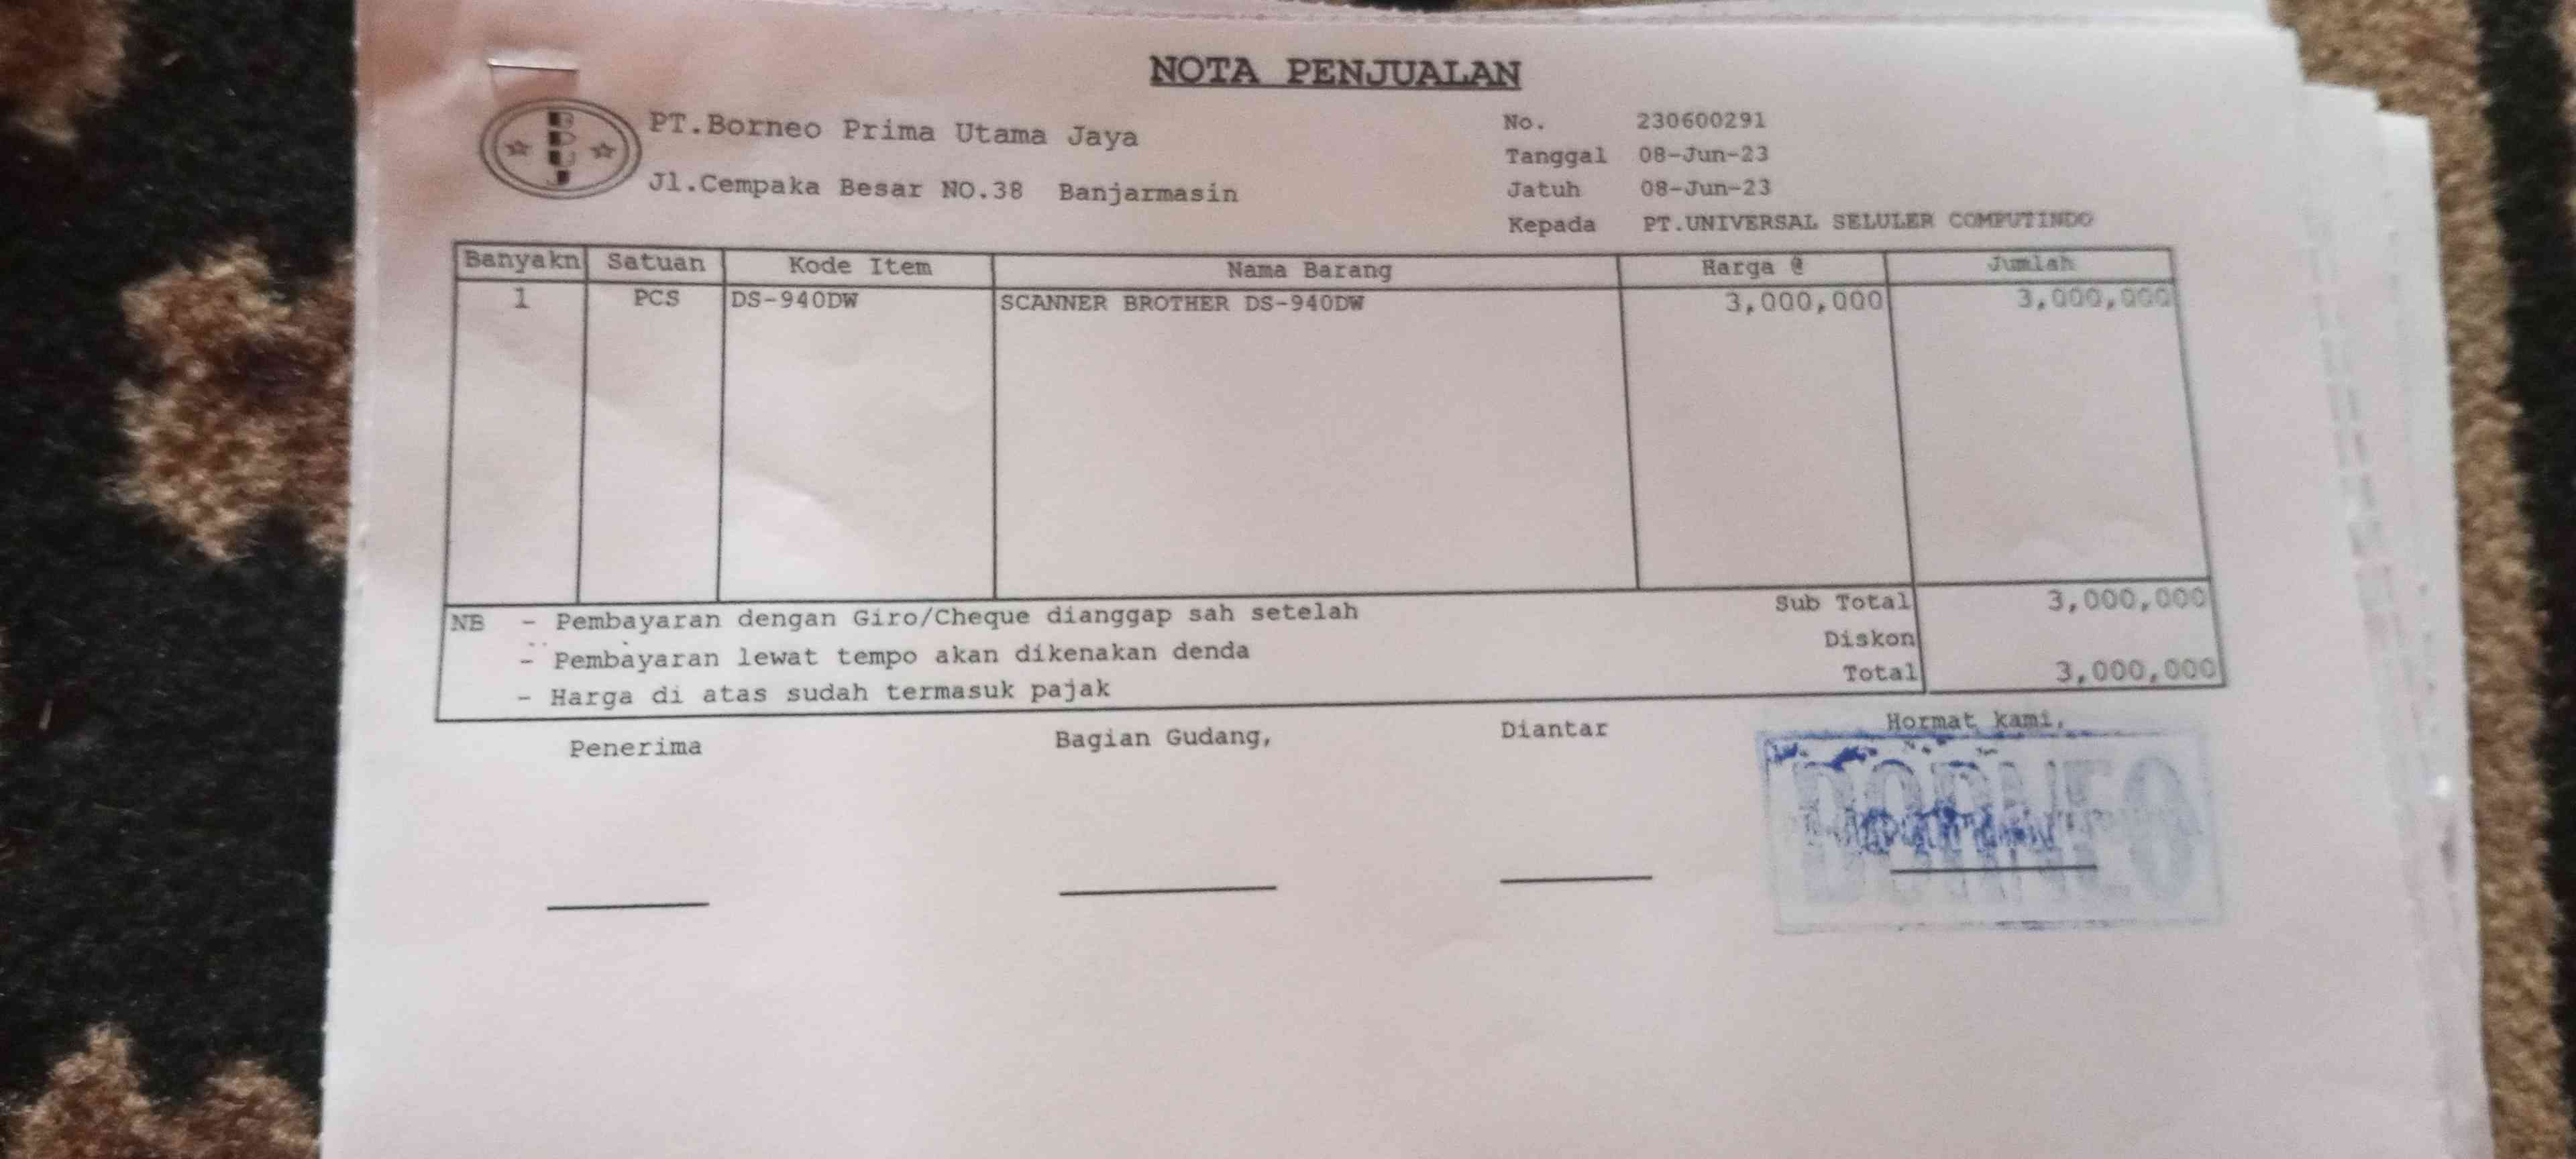 NOTA PENJUALAN
BPUJ
PT.Borneo Prima Utama Jaya
Jl.Cempaka Besar NO.38 Banjarmasin
No. 230600291
Tanggal 08-Jun-23
Jatuh 08-Jun-23
Kepada PT.UNIVERSAL SELULER COMPUTINDO
Banyakn Satuan Kode Item Nama Barang Harga @ Jumlah
1 PCS DS-940DW SCANNER BROTHER DS-940DW 3,000,000 3,000,000
NB - Pembayaran dengan Giro/Cheque dianggap sah setelah
- Pembayaran lewat tempo akan dikenakan denda
- Harga di atas sudah termasuk pajak
Sub Total 3,000,000
Diskon
Total 3,000,000
Penerima Bagian Gudang, Diantar Hormat kami,
BORNEO